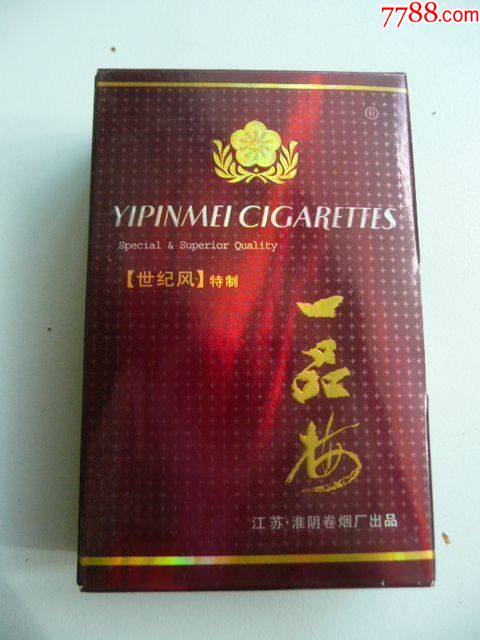 7788.com
®
YIPINMEI CIGARETTES
Special & Superior Quality
【世纪风】特制
一品梅
江苏·淮阴卷烟厂出品